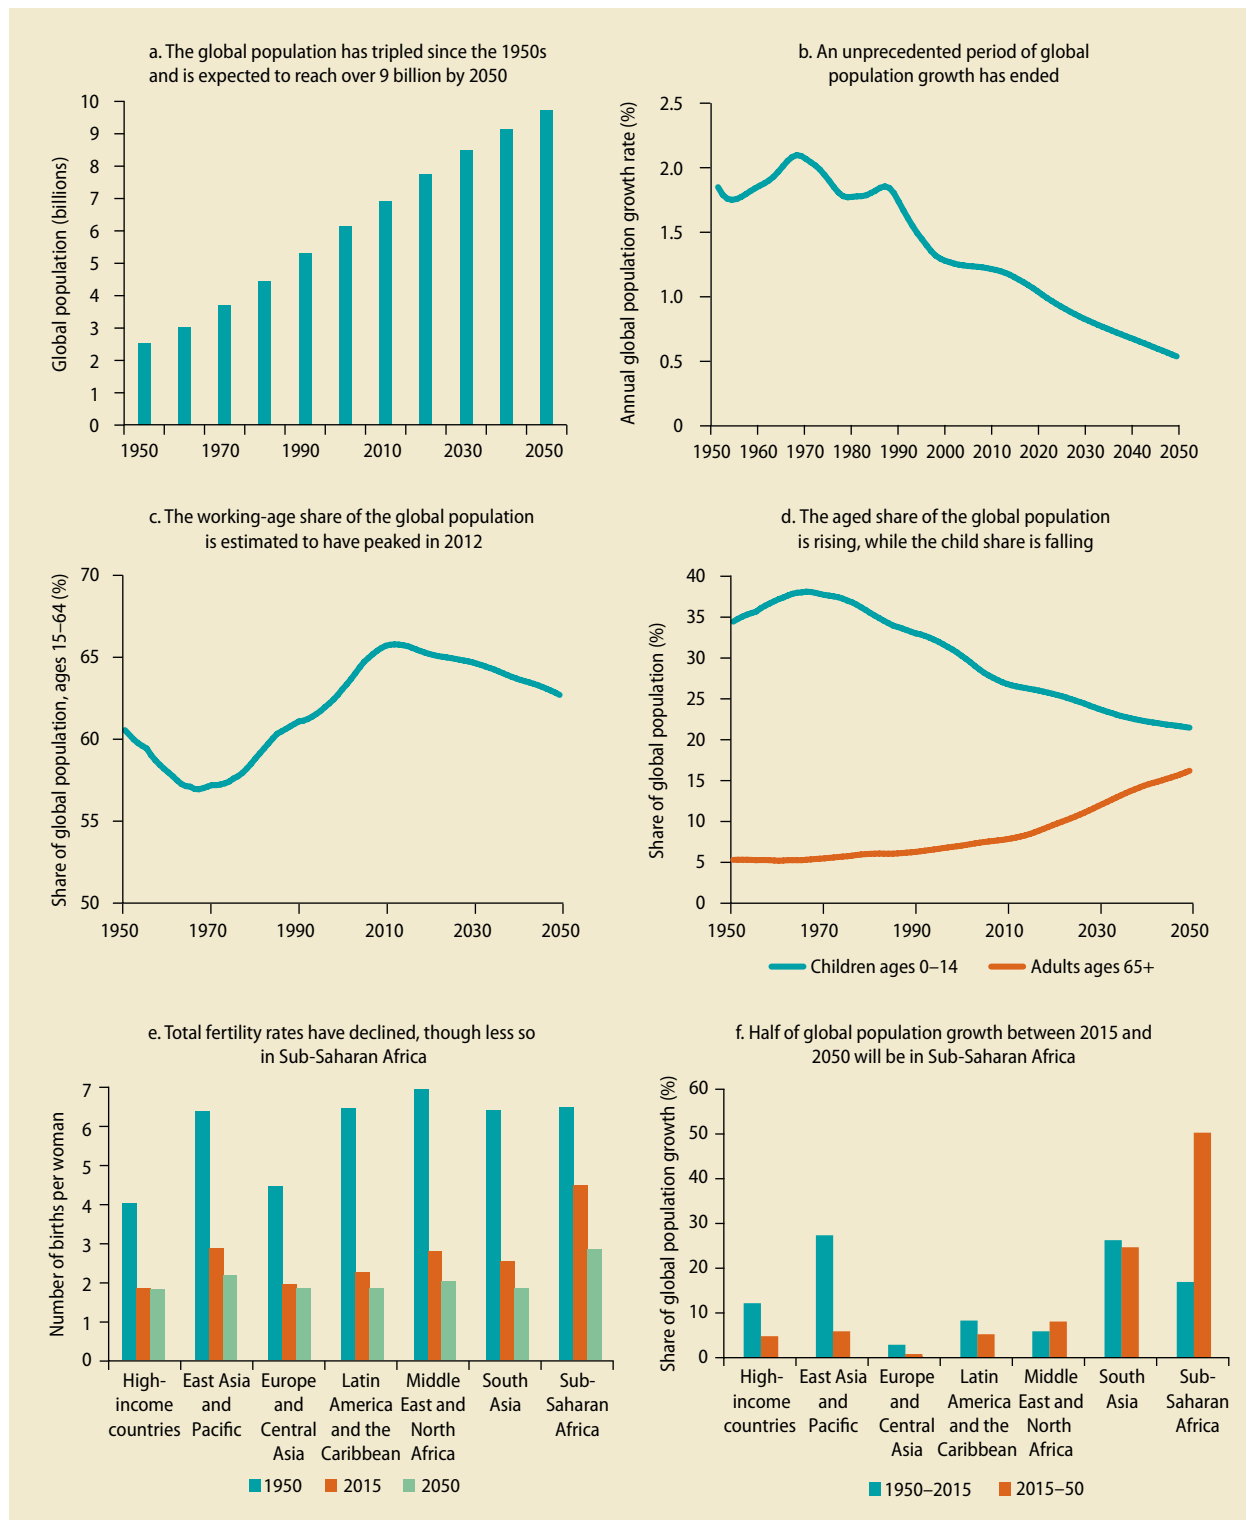 a. The global population has tripled since the 1950s
and is expected to reach over 9 billion by 2050
Global population (billions)
10
9
8
7
6
5
4
3
2
1
0
1950 1970 1990 2010 2030 2050
b. An unprecedented period of global
population growth has ended
Annual global population growth rate (%)
2.5
2.0
1.5
1.0
0.5
0
1950 1960 1970 1980 1990 2000 2010 2020 2030 2040 2050
c. The working-age share of the global population
is estimated to have peaked in 2012
Share of global population, ages 15–64 (%)
70
65
60
55
50
1950 1970 1990 2010 2030 2050
d. The aged share of the global population
is rising, while the child share is falling
Share of global population (%)
40
35
30
25
20
15
10
5
0
1950 1970 1990 2010 2030 2050
Children ages 0–14 Adults ages 65+
e. Total fertility rates have declined, though less so
in Sub-Saharan Africa
Number of births per woman
7
6
5
4
3
2
1
0
High-
income
countries
East Asia
and
Pacific
Europe
and
Central
Asia
Latin
America
and the
Caribbean
Middle
East and
North
Africa
South
Asia
Sub-
Saharan
Africa
1950 2015 2050
f. Half of global population growth between 2015 and
2050 will be in Sub-Saharan Africa
Share of global population growth (%)
60
50
40
30
20
10
0
High-
income
countries
East Asia
and
Pacific
Europe
and
Central
Asia
Latin
America
and the
Caribbean
Middle
East and
North
Africa
South
Asia
Sub-
Saharan
Africa
1950–2015 2015–50